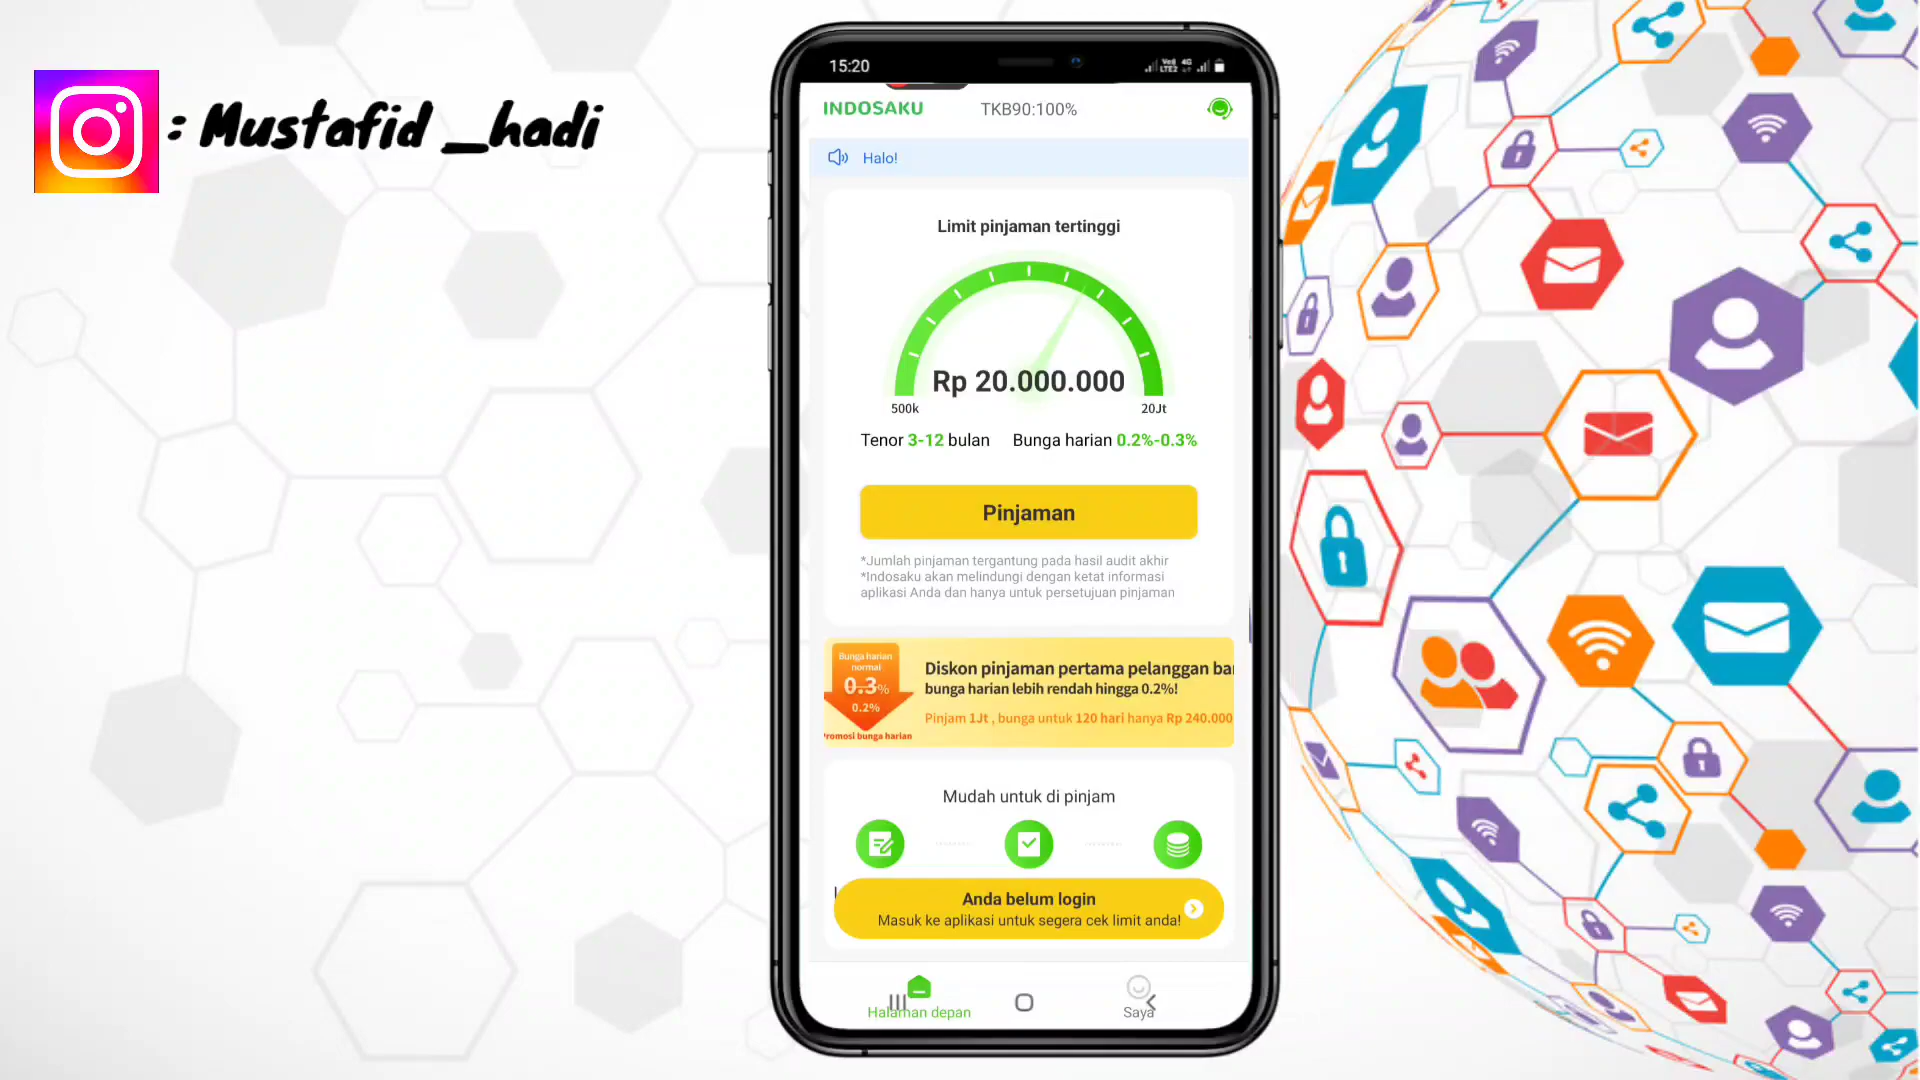 : Mustafid _hadi
15:20
Vo)) 4G
LTE2
INDOSAKU
TKB90:100%
Halo!
Limit pinjaman tertinggi
Rp 20.000.000
500k
20Jt
Tenor 3-12 bulan
Bunga harian 0.2%-0.3%
Pinjaman
*Jumlah pinjaman tergantung pada hasil audit akhir
*Indosaku akan melindungi dengan ketat informasi
aplikasi Anda dan hanya untuk persetujuan pinjaman
Bunga harian
normal
0.3%
0.2%
Promosi bunga harian
Diskon pinjaman pertama pelanggan bar
bunga harian lebih rendah hingga 0.2%!
Pinjam 1Jt , bunga untuk 120 hari hanya Rp 240.000
Mudah untuk di pinjam
Anda belum login
Masuk ke aplikasi untuk segera cek limit anda!
Halaman depan
Saya